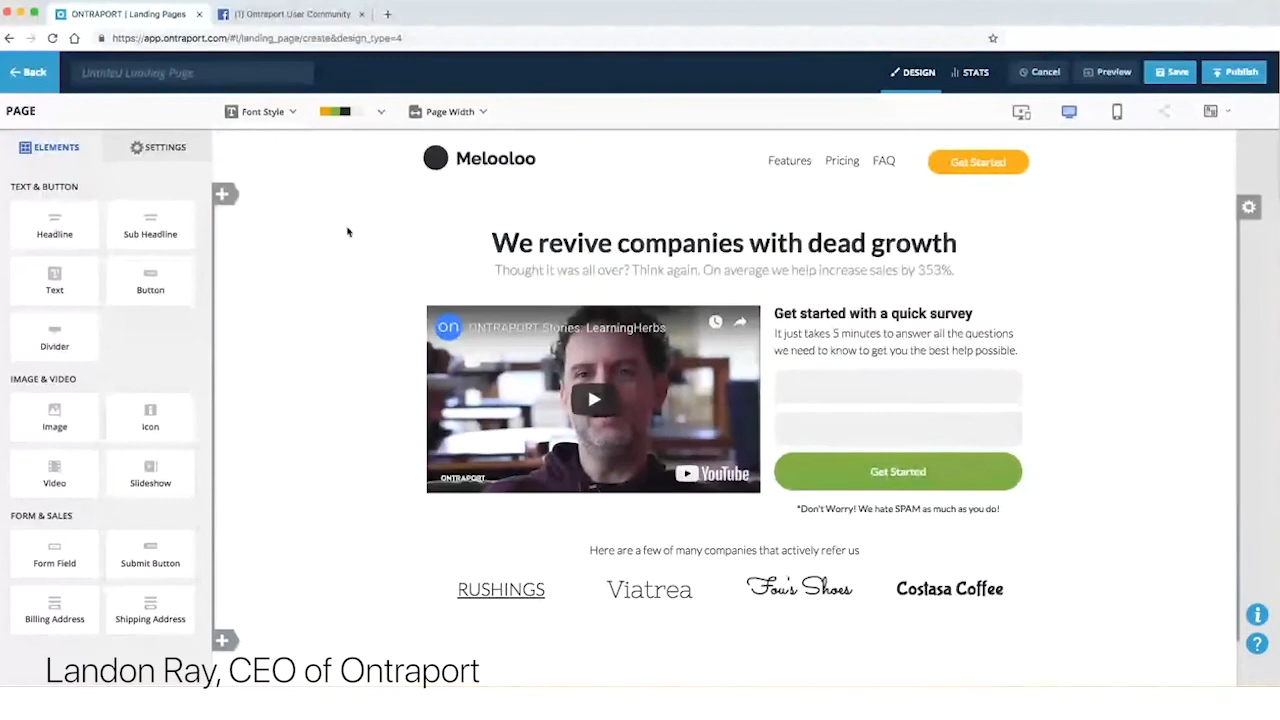 ONTRAPORT | Landing Pages
(1) Ontraport User Community
https://app.ontraport.com/#!/landing_page/create&design_type=4
Back
Untitled Landing Page
DESIGN
STATS
Cancel
Preview
Save
Publish
PAGE
Font Style
Page Width
ELEMENTS
SETTINGS
TEXT & BUTTON
Headline
Sub Headline
Text
Button
Divider
IMAGE & VIDEO
Image
Icon
Video
Slideshow
FORM & SALES
Form Field
Submit Button
Billing Address
Shipping Address
Melooloo
Features
Pricing
FAQ
Get Started
We revive companies with dead growth
Thought it was all over? Think again. On average we help increase sales by 353%.
on
ONTRAPORT Stories: LearningHerbs
ONTRAPORT
YouTube
Get started with a quick survey
It just takes 5 minutes to answer all the questions
we need to know to get you the best help possible.
Get Started
*Don't Worry! We hate SPAM as much as you do!
Here are a few of many companies that actively refer us
RUSHINGS
Viatrea
Fou's Shoes
Costasa Coffee
Landon Ray, CEO of Ontraport